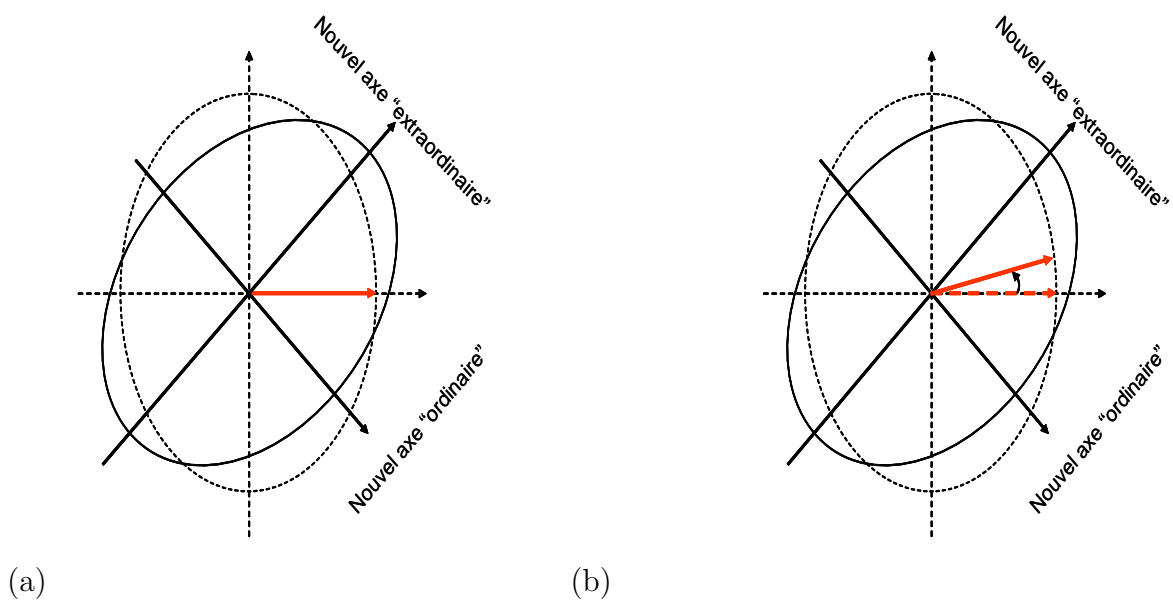 Nouvel axe “extraordinaire”
Nouvel axe “ordinaire”
(a)
Nouvel axe “extraordinaire”
Nouvel axe “ordinaire”
(b)